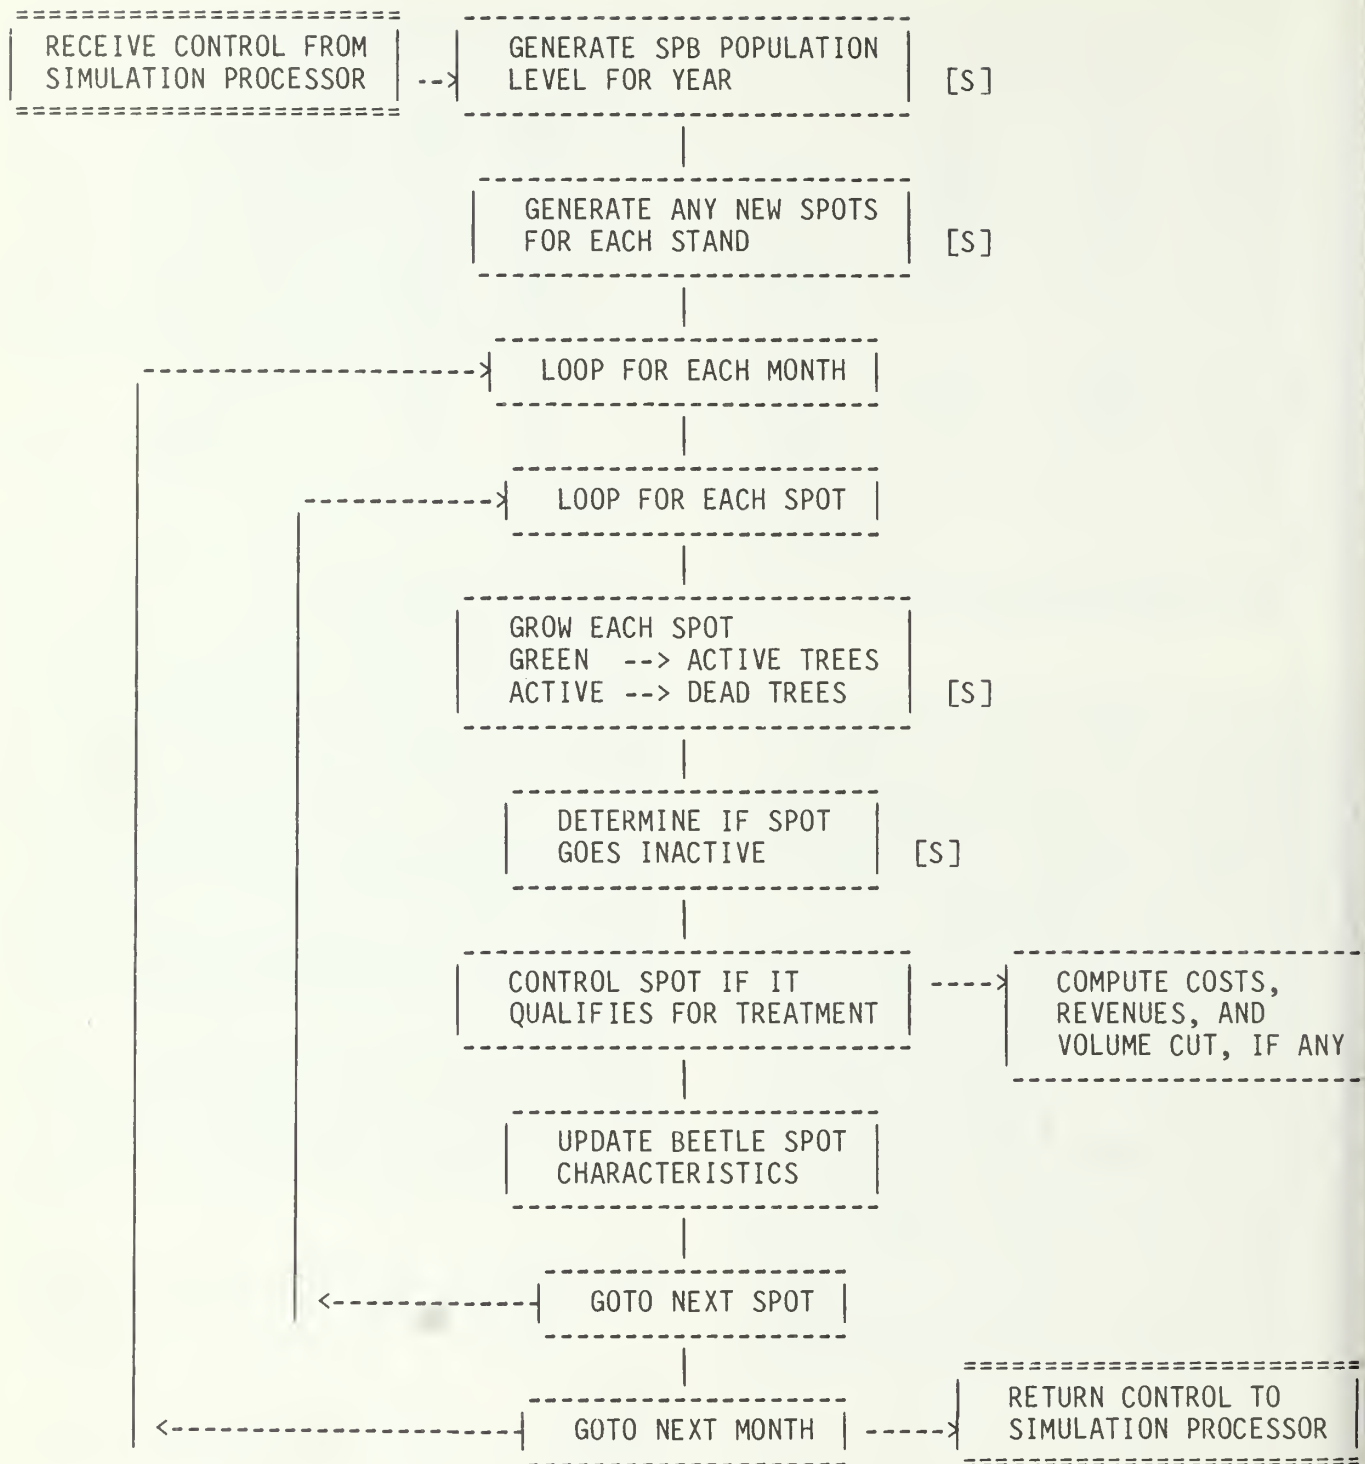 RECEIVE CONTROL FROM
SIMULATION PROCESSOR
GENERATE SPB POPULATION
LEVEL FOR YEAR
[S]
GENERATE ANY NEW SPOTS
FOR EACH STAND
[S]
LOOP FOR EACH MONTH
LOOP FOR EACH SPOT
GROW EACH SPOT
GREEN --> ACTIVE TREES
ACTIVE --> DEAD TREES
[S]
DETERMINE IF SPOT
GOES INACTIVE
[S]
CONTROL SPOT IF IT
QUALIFIES FOR TREATMENT
COMPUTE COSTS,
REVENUES, AND
VOLUME CUT, IF ANY
UPDATE BEETLE SPOT
CHARACTERISTICS
GOTO NEXT SPOT
GOTO NEXT MONTH
RETURN CONTROL TO
SIMULATION PROCESSOR